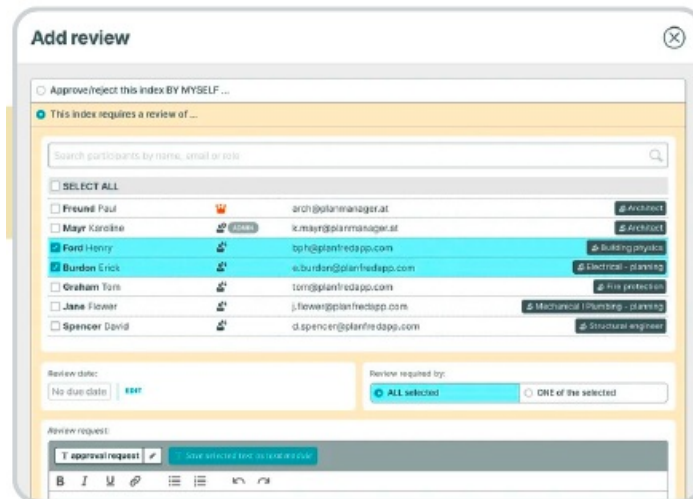 Add review
Approve/reject this index BY MYSELF ...
This index requires a review of ...
Search participants by name, email or role
SELECT ALL
Freund Paul arch@planmanager.at Architect
Mayr Karoline ADMIN k.mayr@planmanager.at Architect
Ford Henry bph@planfredapp.com Building physics
Burdon Erick e.burdon@planfredapp.com Electrical - planning
Graham Tom tom@planfredapp.com Fire protection
Jane Flower j.flower@planfredapp.com Mechanical | Plumbing - planning
Spencer David d.spencer@planfredapp.com Structural engineer
Review date: Review required by:
No due date EDIT ALL selected ONE of the selected
Review request:
T approval request T Save selected text as text module
B I U